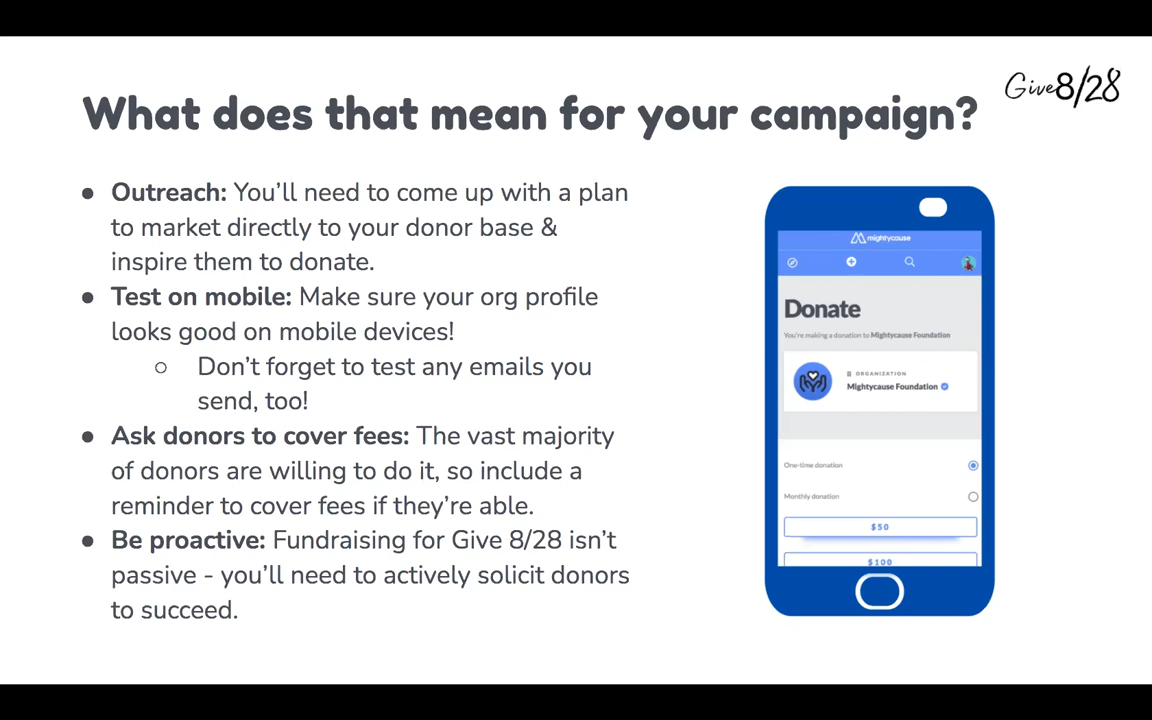 Give8/28
What does that mean for your campaign?
● Outreach: You’ll need to come up with a plan
to market directly to your donor base &
inspire them to donate.
● Test on mobile: Make sure your org profile
looks good on mobile devices!
○ Don’t forget to test any emails you
send, too!
● Ask donors to cover fees: The vast majority
of donors are willing to do it, so include a
reminder to cover fees if they’re able.
● Be proactive: Fundraising for Give 8/28 isn’t
passive - you’ll need to actively solicit donors
to succeed.
mightycause
Donate
You're making a donation to Mightycause Foundation
ORGANIZATION
Mightycause Foundation
One-time donation
Monthly donation
$50
$100